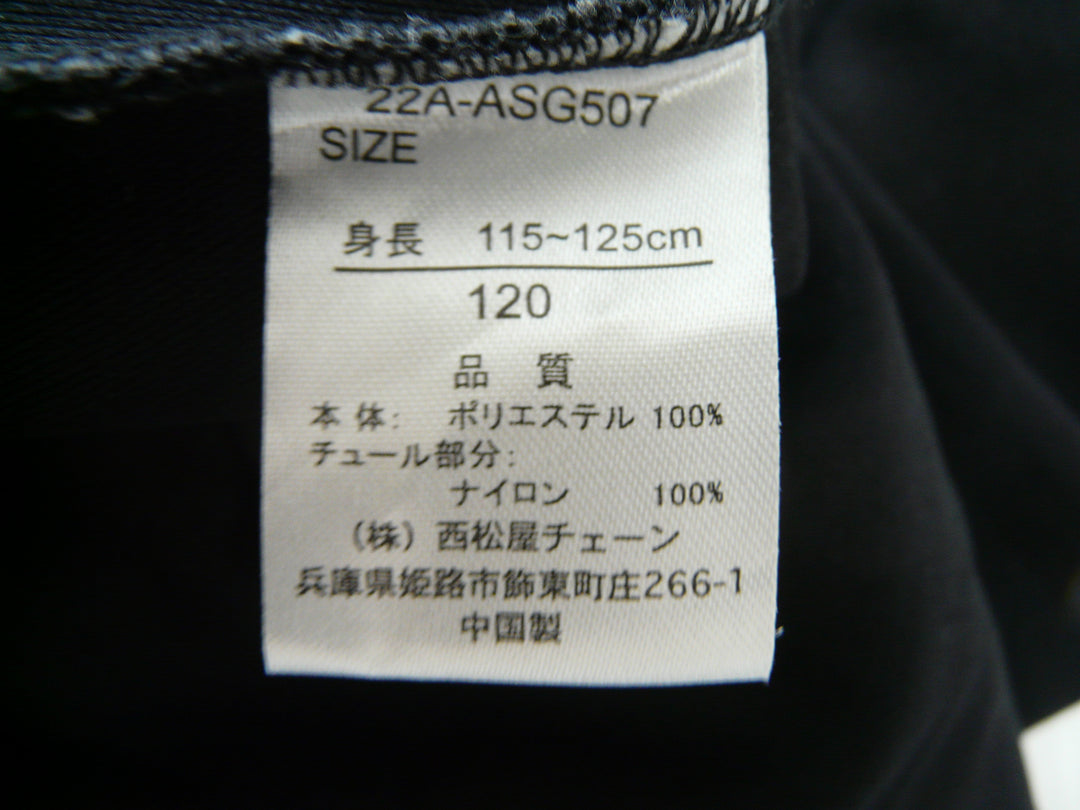 22A-ASG507
SIZE
身長 115~125cm
120
品 質
本体: ポリエステル 100%
チュール部分:
ナイロン 100%
(株) 西松屋チェーン
兵庫県姫路市飾東町庄266-1
中国製